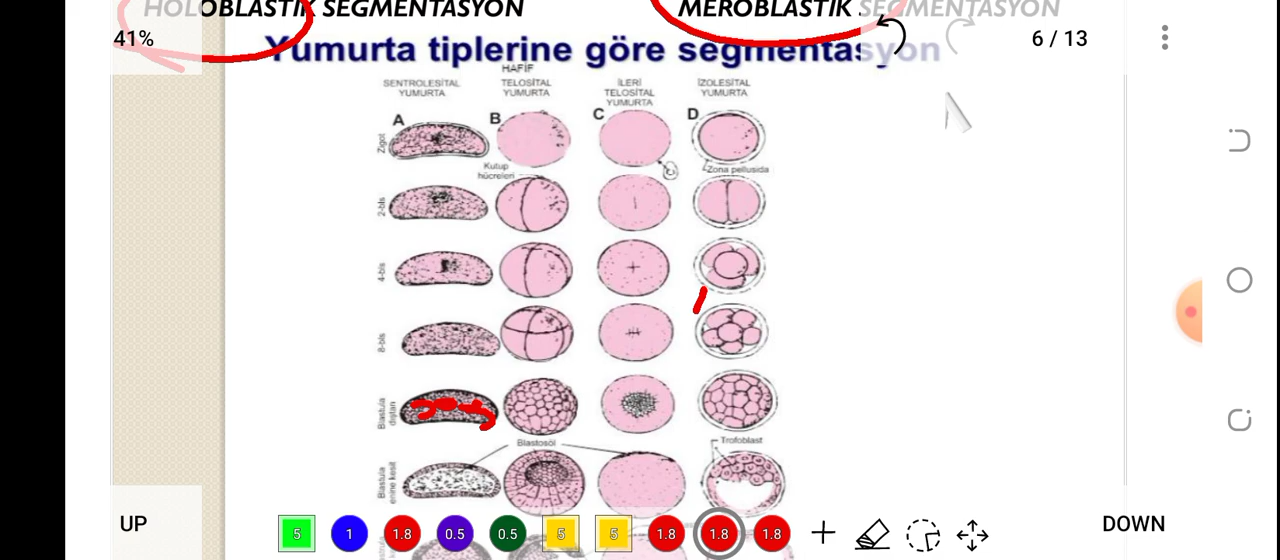 HOLOBLASTİK SEGMENTASYON
MEROBLASTİK SEGMENTASYON
41%
6 / 13
Yumurta tiplerine göre segmentasyon
SENTROLESİTAL YUMURTA
HAFİF TELOSİTAL YUMURTA
İLERİ TELOSİTAL YUMURTA
İZOLESİTAL YUMURTA
A
B
C
D
Zigot
Kutup hücreleri
Zona pellusida
2-bls
4-bls
8-bls
Blastula dıştan
Blastosöl
Trofoblast
Blastula enine kesit
UP
5
1
1.8
0.5
0.5
5
5
1.8
1.8
1.8
DOWN